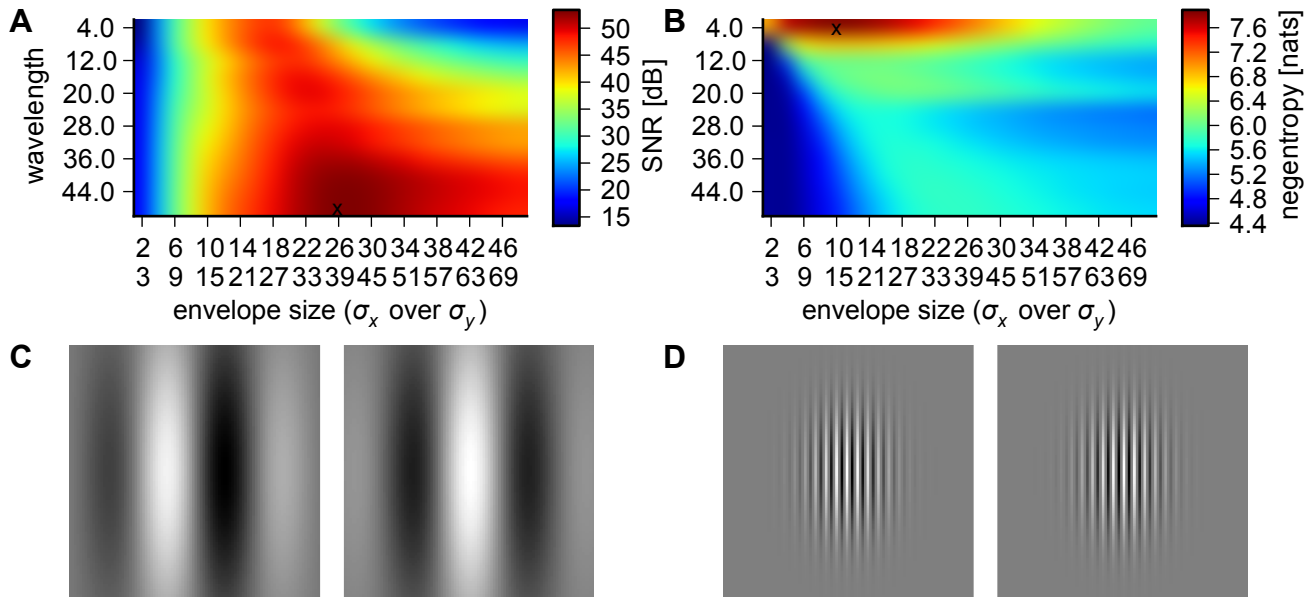 A
wavelength
4.0
12.0
20.0
28.0
36.0
44.0
x
2 6 10 14 18 22 26 30 34 38 42 46
3 9 15 21 27 33 39 45 51 57 63 69
envelope size (σx over σy)
50
45
40
35
30
25
20
15
SNR [dB]
B
4.0
12.0
20.0
28.0
36.0
44.0
x
2 6 10 14 18 22 26 30 34 38 42 46
3 9 15 21 27 33 39 45 51 57 63 69
envelope size (σx over σy)
7.6
7.2
6.8
6.4
6.0
5.6
5.2
4.8
4.4
negentropy [nats]
C
D